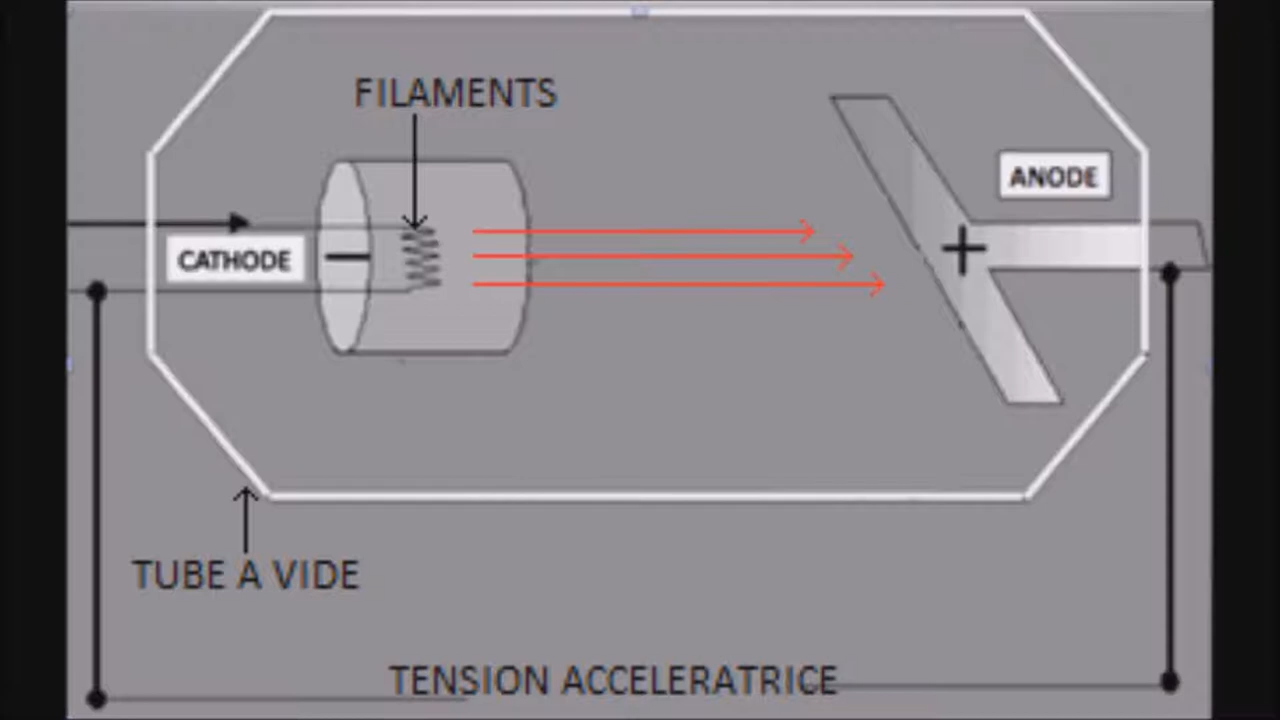 FILAMENTS
ANODE
CATHODE
TUBE A VIDE
TENSION ACCELERATRICE